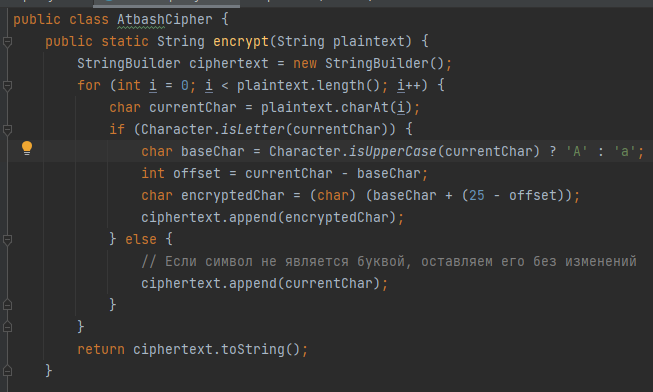 public class AtbashCipher {
    public static String encrypt(String plaintext) {
        StringBuilder ciphertext = new StringBuilder();
        for (int i = 0; i < plaintext.length(); i++) {
            char currentChar = plaintext.charAt(i);
            if (Character.isLetter(currentChar)) {
                char baseChar = Character.isUpperCase(currentChar) ? 'A' : 'a';
                int offset = currentChar - baseChar;
                char encryptedChar = (char) (baseChar + (25 - offset));
                ciphertext.append(encryptedChar);
            } else {
                // Если символ не является буквой, оставляем его без изменений
                ciphertext.append(currentChar);
            }
        }
        return ciphertext.toString();
    }